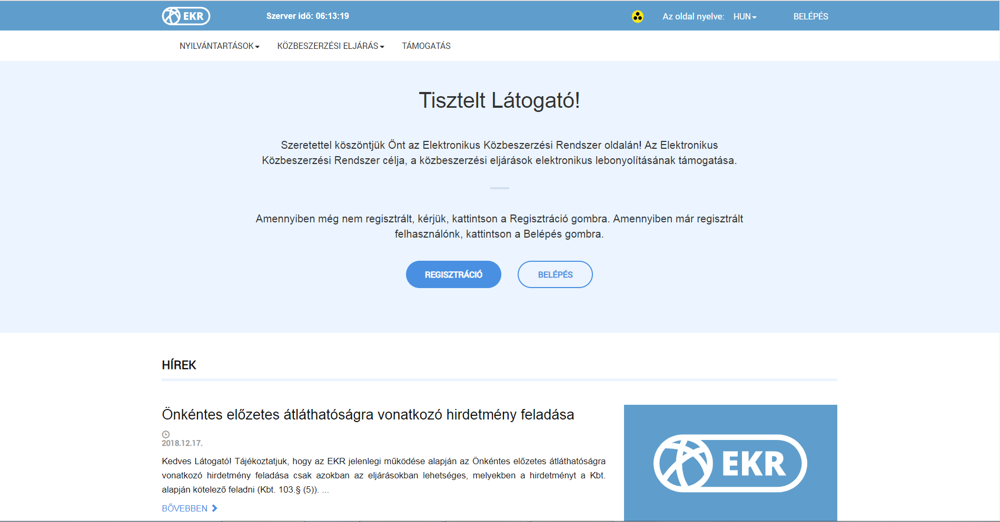 EKR
Szerver idő: 06:13:19
Az oldal nyelve: HUN
BELÉPÉS
NYILVÁNTARTÁSOK
KÖZBESZERZÉSI ELJÁRÁS
TÁMOGATÁS
Tisztelt Látogató!
Szeretettel köszöntjük Önt az Elektronikus Közbeszerzési Rendszer oldalán! Az Elektronikus
Közbeszerzési Rendszer célja, a közbeszerzési eljárások elektronikus lebonyolításának támogatása.
Amennyiben még nem regisztrált, kérjük, kattintson a Regisztráció gombra. Amennyiben már regisztrált
felhasználónk, kattintson a Belépés gombra.
REGISZTRÁCIÓ
BELÉPÉS
HÍREK
Önkéntes előzetes átláthatóságra vonatkozó hirdetmény feladása
2018.12.17.
Kedves Látogató! Tájékoztatjuk, hogy az EKR jelenlegi működése alapján az Önkéntes előzetes átláthatóságra
vonatkozó hirdetmény feladása csak azokban az eljárásokban lehetséges, melyekben a hirdetményt a Kbt.
alapján kötelező feladni (Kbt. 103.§ (5)). ...
BŐVEBBEN
EKR